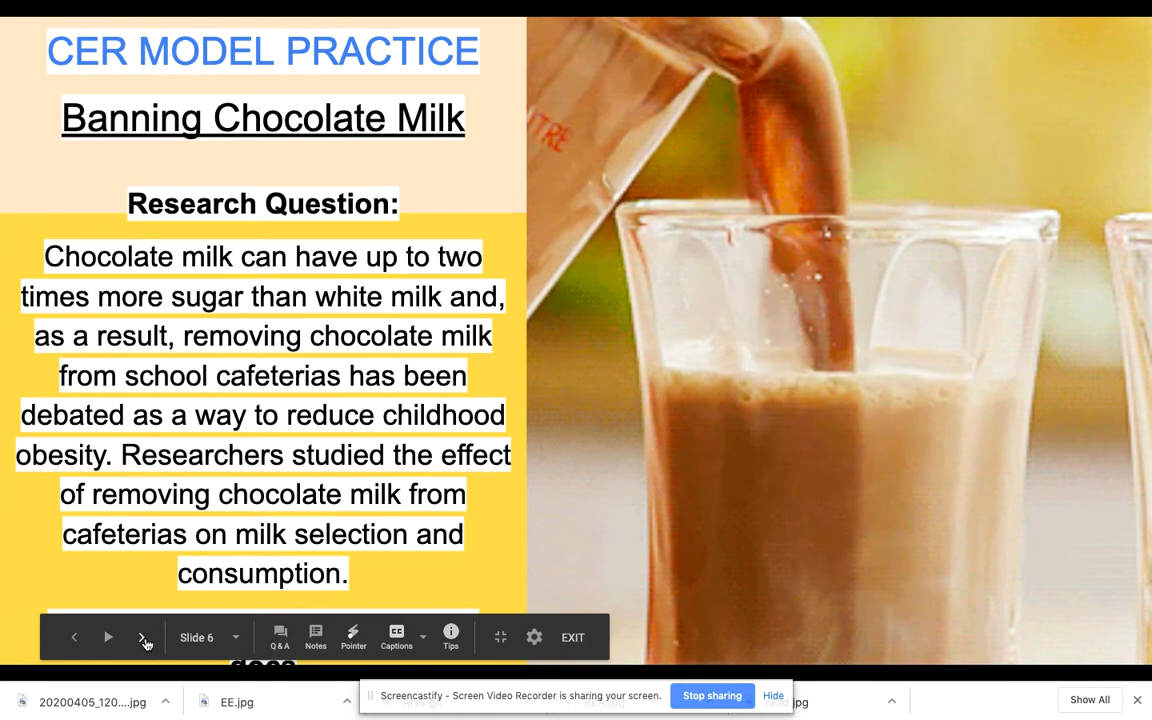 CER MODEL PRACTICE
Banning Chocolate Milk
Research Question:
Chocolate milk can have up to two
times more sugar than white milk and,
as a result, removing chocolate milk
from school cafeterias has been
debated as a way to reduce childhood
obesity. Researchers studied the effect
of removing chocolate milk from
cafeterias on milk selection and
consumption.
does
Slide 6
Q & A
Notes
Pointer
Captions
Tips
EXIT
20200405_120....jpg
EE.jpg
Screencastify - Screen Video Recorder is sharing your screen.
Stop sharing
Hide
Show All